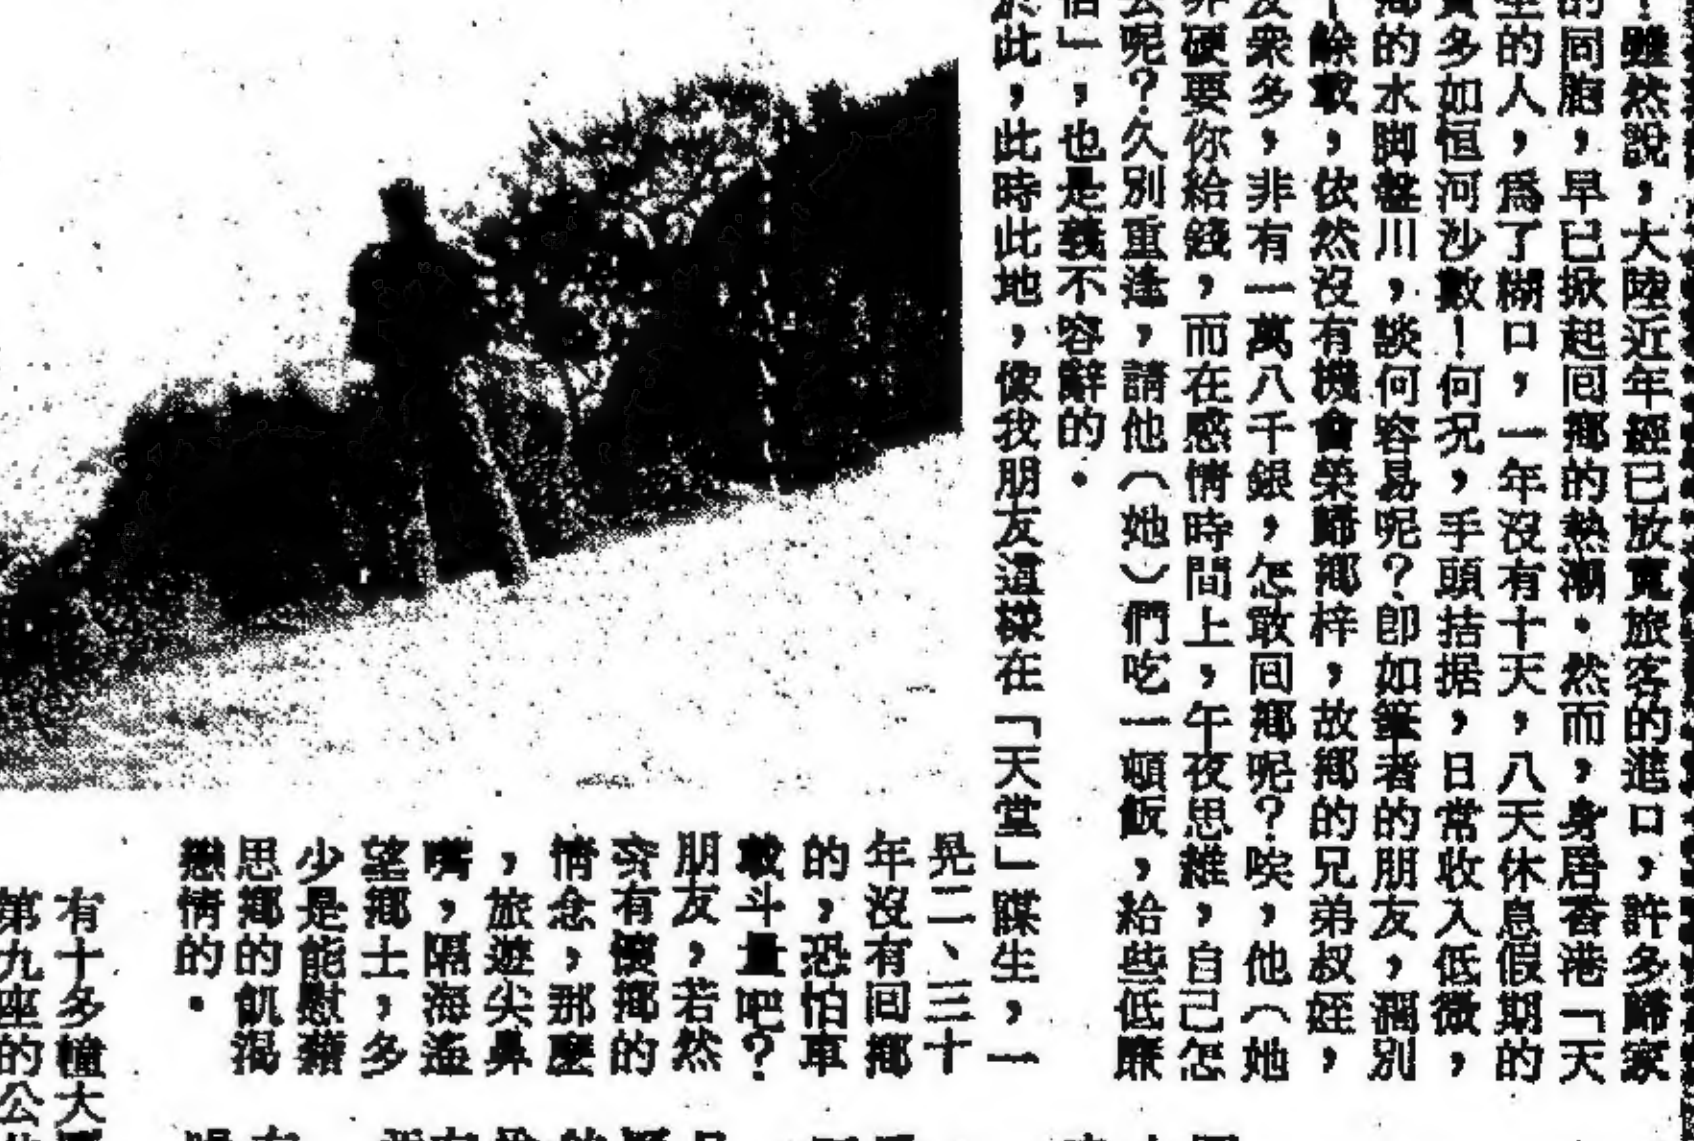 ！雖然說，大陸近年經已放寬旅客的進口，許多歸家
的同胞，早已掀起囘鄉的熱潮．然而，身居香港「天
的人，爲了糊口，一年沒有十天，八天休息假期的
多如恒河沙數！何況，手頭拮据，日常收入低微，
鄉的水脚盤川，談何容易呢？卽如筆者的朋友，濶別
十餘載，依然沒有機會榮歸鄉梓，故鄉的兄弟叔姪，
友衆多，非有一萬八千銀，怎敢囘鄉呢？唉，他（她
非硬要你給錢，而在感情時間上，午夜思維，自己怎
去呢？久別重逢，請他（她）們吃一頓飯，給些低廉
」，也是義不容辭的．
於此，此時此地，像我朋友這樣在「天堂」謀生，一
晃二、三十
年沒有囘鄉
的，恐怕車
載斗量吧？
朋友，若然
夯有懷鄉的
情念，那麼
，旅遊尖鼻
嘴，隔海遙
望鄉土，多
少是能慰藉
思鄉的飢渴
戀情的．
有十多幢大
第九座的公